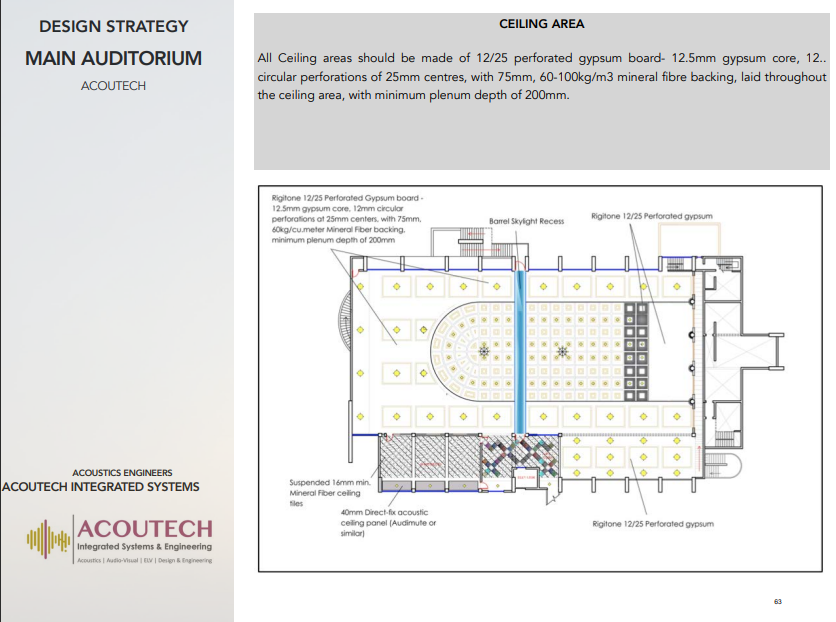 DESIGN STRATEGY
MAIN AUDITORIUM
ACOUTECH
CEILING AREA
All Ceiling areas should be made of 12/25 perforated gypsum board- 12.5mm gypsum core, 12..
circular perforations of 25mm centres, with 75mm, 60-100kg/m3 mineral fibre backing, laid throughout
the ceiling area, with minimum plenum depth of 200mm.
Rigitone 12/25 Perforated Gypsum board -
12.5mm gypsum core, 12mm circular
perforations at 25mm centers, with 75mm,
60kg/cu.meter Mineral Fiber backing,
minimum plenum depth of 200mm
Barrel Skylight Recess
Rigitone 12/25 Perforated gypsum
Suspended 16mm min.
Mineral Fiber ceiling
tiles
40mm Direct-fix acoustic
ceiling panel (Audimute or
similar)
Rigitone 12/25 Perforated gypsum
ACOUSTICS ENGINEERS
ACOUTECH INTEGRATED SYSTEMS
ACOUTECH
Integrated Systems & Engineering
Acoustics | Audio-Visual | ELV | Design & Engineering
63